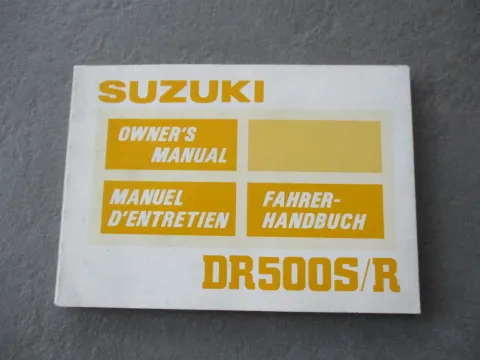 SUZUKI
OWNER'S
MANUAL
MANUEL
D'ENTRETIEN
FAHRER-
HANDBUCH
DR500S/R